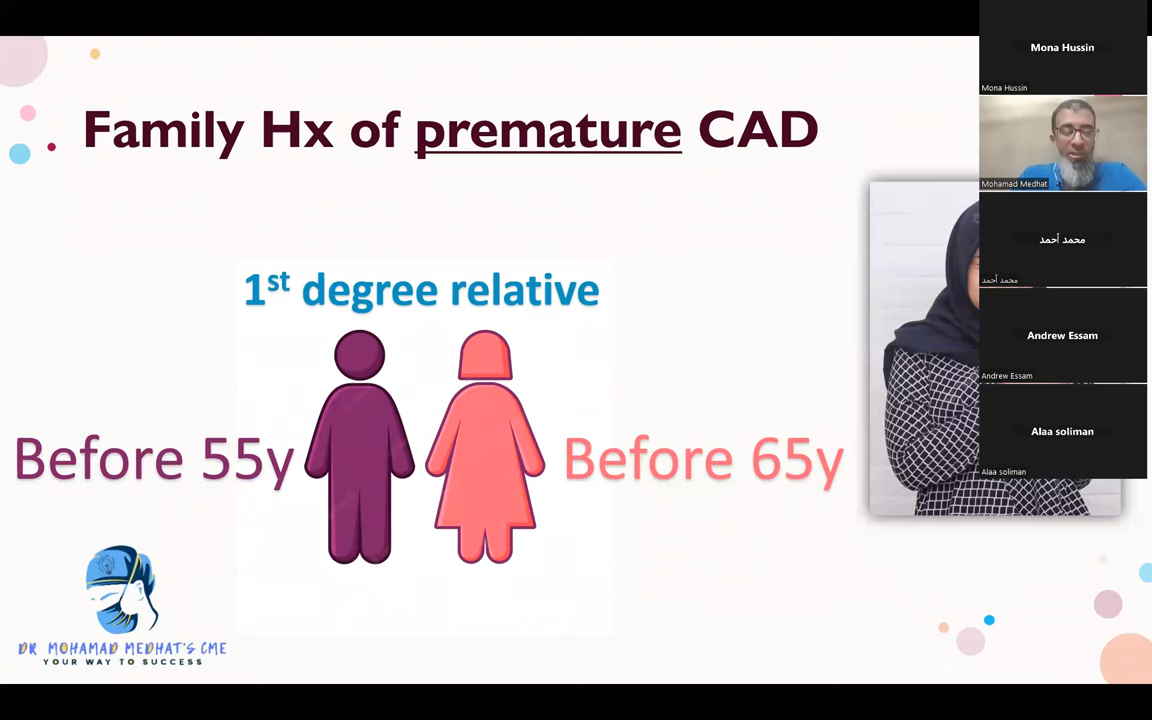 Family Hx of premature CAD
1st degree relative
Before 55y
Before 65y
DR MOHAMAD MEDHAT'S CME
YOUR WAY TO SUCCESS
Mona Hussin
Mona Hussin
Mohamad Medhat
محمد أحمد
محمد أحمد
Andrew Essam
Andrew Essam
Alaa soliman
Alaa soliman